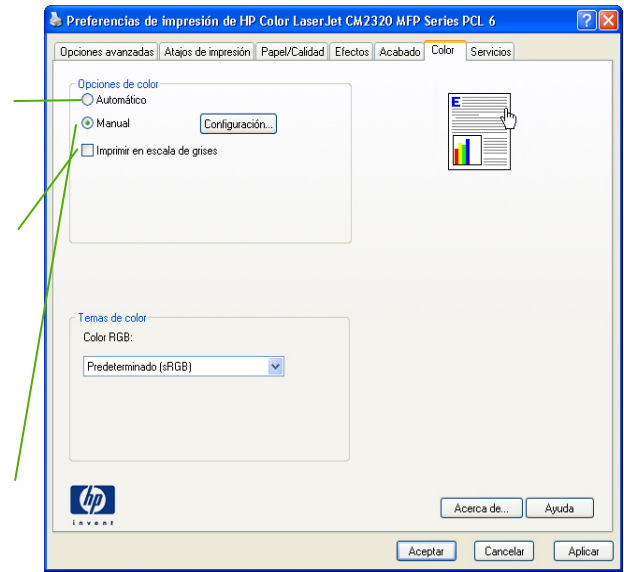 Preferencias de impresión de HP Color LaserJet CM2320 MFP Series PCL 6
Opciones avanzadas Atajos de impresión Papel/Calidad Efectos Acabado Color Servicios
Opciones de color
Automático
Manual Configuración...
Imprimir en escala de grises
E
Temas de color
Color RGB:
Predeterminado (sRGB)
hp
invent
Acerca de... Ayuda
Aceptar Cancelar Aplicar